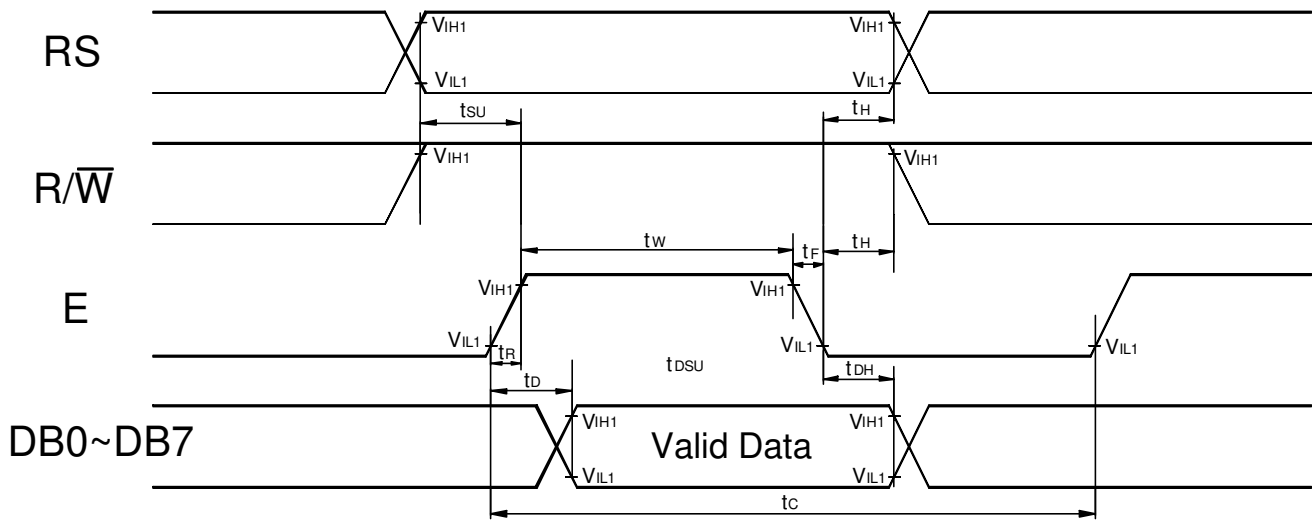 RS
VIH1
VIH1
VIL1
VIL1
tSU
tH
R/W̅
VIH1
VIH1
tW
tF
tH
E
VIH1
VIH1
VIL1
VIL1
VIL1
tR
tDSU
tD
tDH
DB0~DB7
VIH1
Valid Data
VIH1
VIL1
VIL1
tC